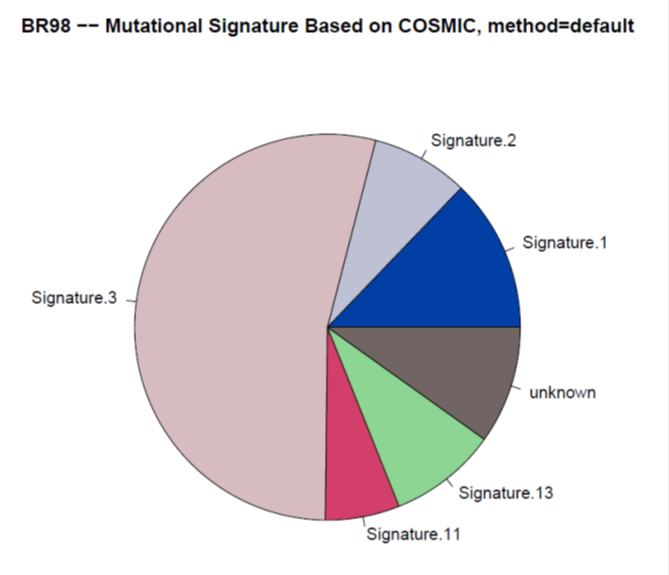 BR98 −− Mutational Signature Based on COSMIC, method=default
Signature.2
Signature.1
Signature.3
unknown
Signature.13
Signature.11